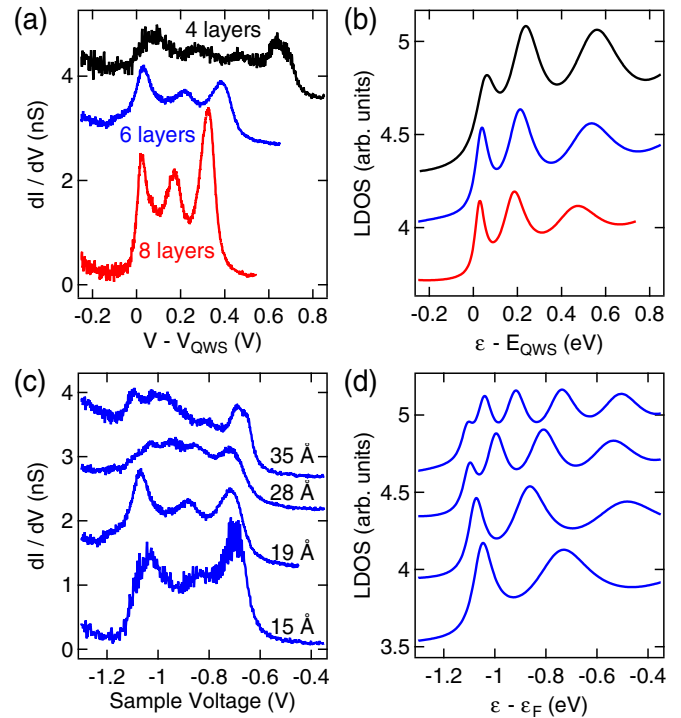 (a)
dI / dV (nS)
4
2
0
4 layers
6 layers
8 layers
-0.2 0 0.2 0.4 0.6 0.8
V - V_QWS (V)
(b)
LDOS (arb. units)
5
4.5
4
-0.2 0 0.2 0.4 0.6 0.8
ε - E_QWS (eV)
(c)
dI / dV (nS)
4
3
2
1
0
35 Å
28 Å
19 Å
15 Å
-1.2 -1 -0.8 -0.6 -0.4
Sample Voltage (V)
(d)
LDOS (arb. units)
5
4.5
4
3.5
-1.2 -1 -0.8 -0.6 -0.4
ε - ε_F (eV)